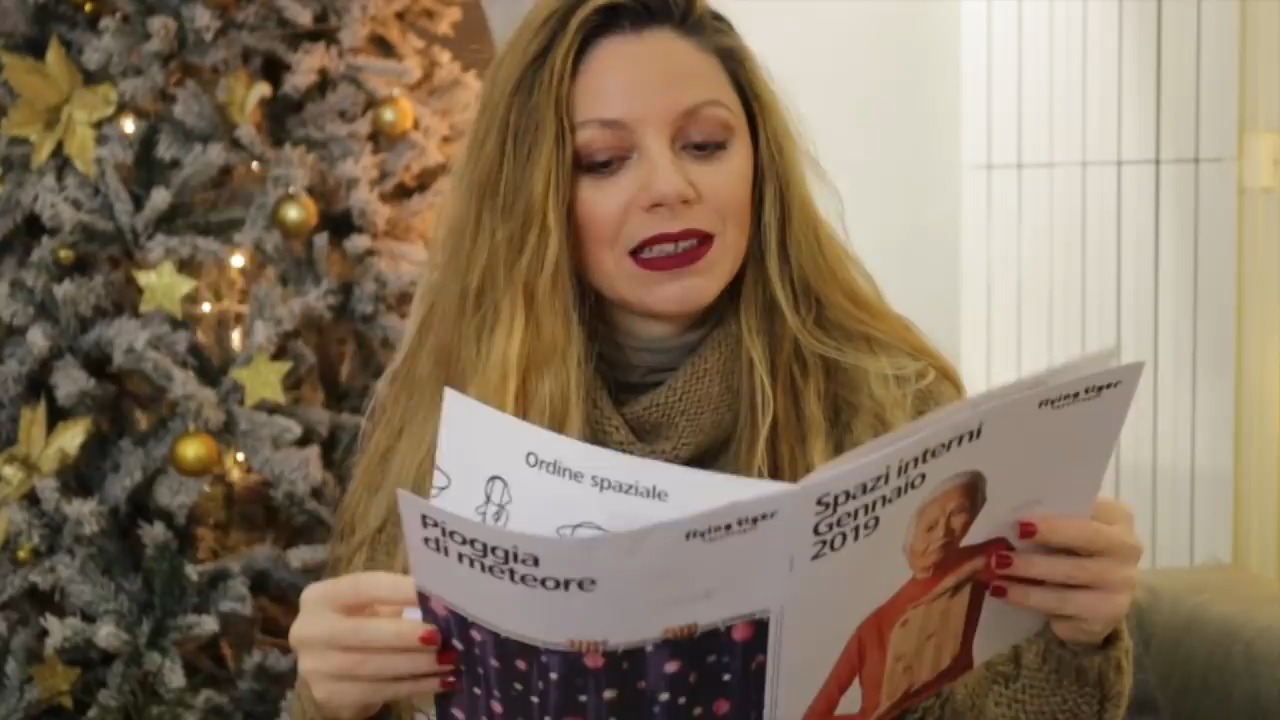 Ordine spaziale
Pioggia
di meteore
flying tiger
Spazi interni
Gennaio
2019
flying tiger